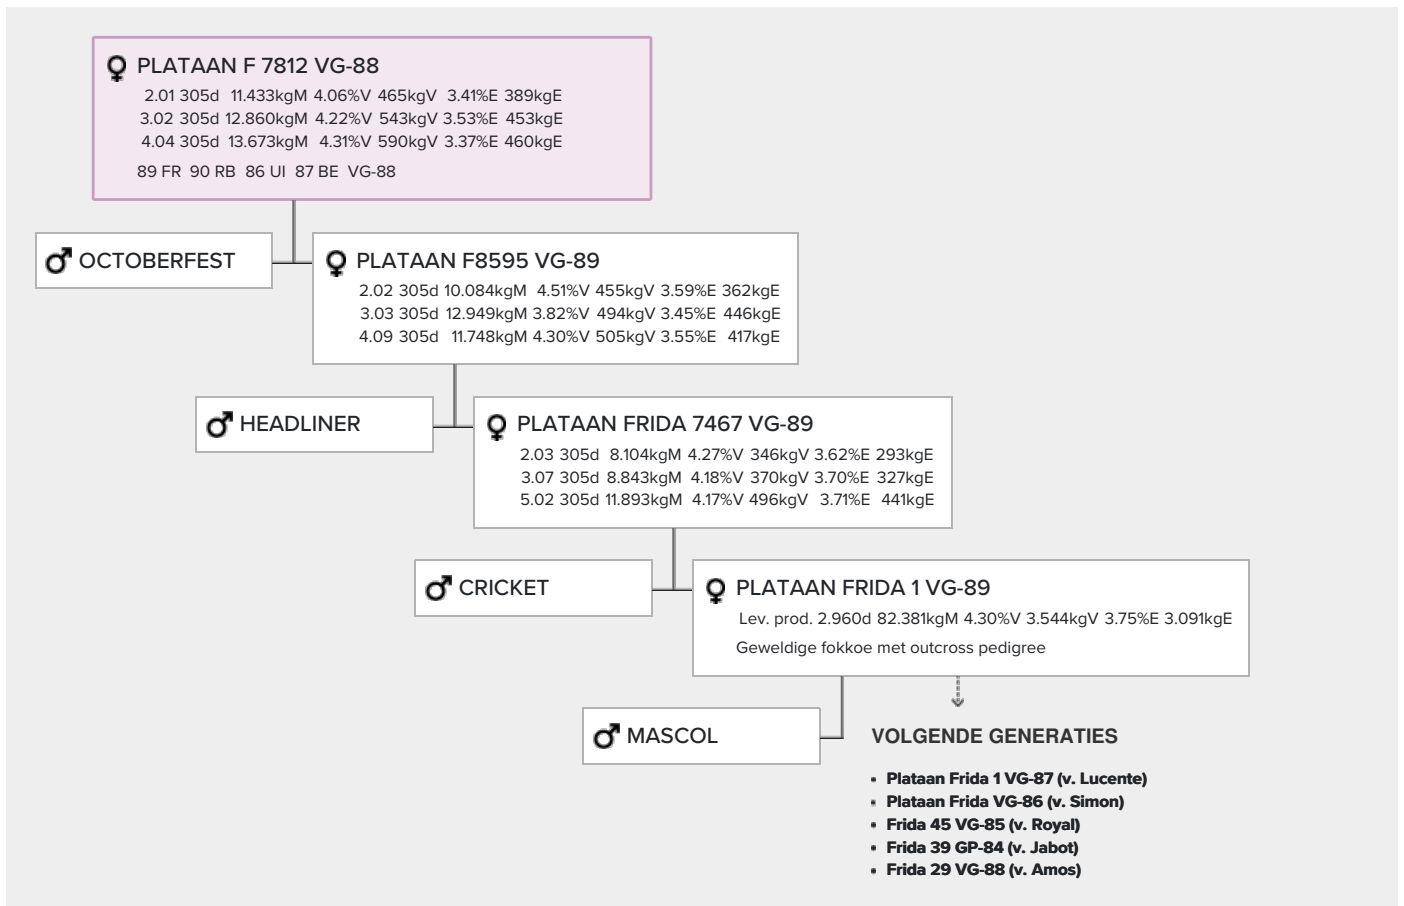 PLATAAN F 7812 VG-88
2.01 305d 11.433kgM 4.06%V 465kgV 3.41%E 389kgE
3.02 305d 12.860kgM 4.22%V 543kgV 3.53%E 453kgE
4.04 305d 13.673kgM 4.31%V 590kgV 3.37%E 460kgE
89 FR 90 RB 86 UI 87 BE VG-88
OCTOBERFEST
PLATAAN F8595 VG-89
2.02 305d 10.084kgM 4.51%V 455kgV 3.59%E 362kgE
3.03 305d 12.949kgM 3.82%V 494kgV 3.45%E 446kgE
4.09 305d 11.748kgM 4.30%V 505kgV 3.55%E 417kgE
HEADLINER
PLATAAN FRIDA 7467 VG-89
2.03 305d 8.104kgM 4.27%V 346kgV 3.62%E 293kgE
3.07 305d 8.843kgM 4.18%V 370kgV 3.70%E 327kgE
5.02 305d 11.893kgM 4.17%V 496kgV 3.71%E 441kgE
CRICKET
PLATAAN FRIDA 1 VG-89
Lev. prod. 2.960d 82.381kgM 4.30%V 3.544kgV 3.75%E 3.091kgE
Geweldige fokkoe met outcross pedigree
MASCOL
VOLGENDE GENERATIES
• Plataan Frida 1 VG-87 (v. Lucente)
• Plataan Frida VG-86 (v. Simon)
• Frida 45 VG-85 (v. Royal)
• Frida 39 GP-84 (v. Jabot)
• Frida 29 VG-88 (v. Amos)